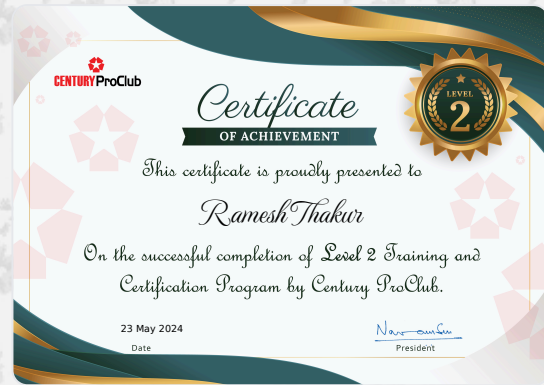 CENTURY ProClub
Certificate
OF ACHIEVEMENT
LEVEL
2
This certificate is proudly presented to
Ramesh Thakur
On the successful completion of Level 2 Training and
Certification Program by Century ProClub.
23 May 2024
Date
President